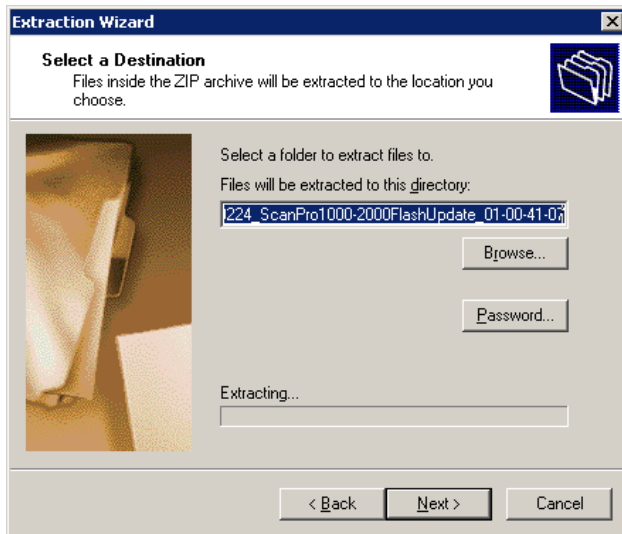 Extraction Wizard
Select a Destination
Files inside the ZIP archive will be extracted to the location you
choose.
Select a folder to extract files to.
Files will be extracted to this directory:
0224_ScanPro1000-2000FlashUpdate_01-00-41-07
Browse...
Password...
Extracting...
< Back
Next >
Cancel